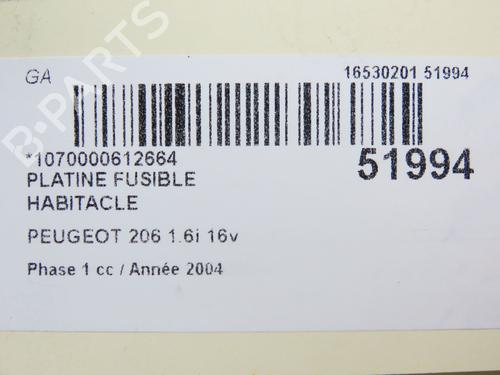 GA
16530201 51994
*1070000612664
51994
PLATINE FUSIBLE
HABITACLE
PEUGEOT 206 1.6i 16v
Phase 1 cc / Année 2004
B-PARTS